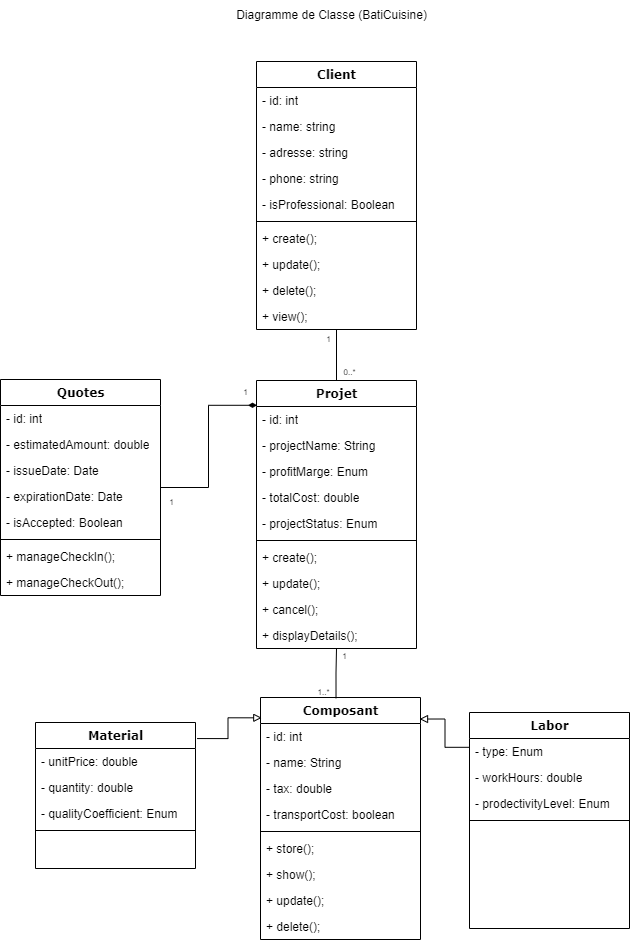 Diagramme de Classe (BatiCuisine)
Client
- id: int
- name: string
- adresse: string
- phone: string
- isProfessional: Boolean
+ create();
+ update();
+ delete();
+ view();
1
0..*
Quotes
- id: int
- estimatedAmount: double
- issueDate: Date
- expirationDate: Date
- isAccepted: Boolean
+ manageCheckIn();
+ manageCheckOut();
1
1
Projet
- id: int
- projectName: String
- profitMarge: Enum
- totalCost: double
- projectStatus: Enum
+ create();
+ update();
+ cancel();
+ displayDetails();
1
1..*
Material
- unitPrice: double
- quantity: double
- qualityCoefficient: Enum
Composant
- id: int
- name: String
- tax: double
- transportCost: boolean
+ store();
+ show();
+ update();
+ delete();
Labor
- type: Enum
- workHours: double
- prodectivityLevel: Enum